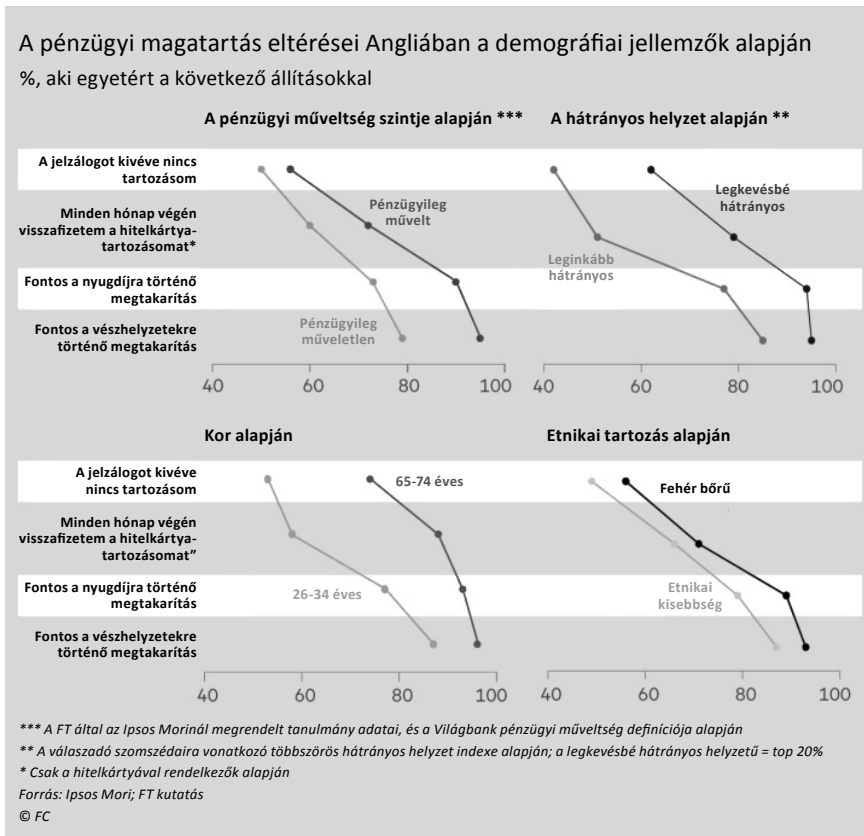 A pénzügyi magatartás eltérései Angliában a demográfiai jellemzők alapján
%, aki egyetért a következő állításokkal
A pénzügyi műveltség szintje alapján ***
A jelzálogot kivéve nincs
tartozásom
Minden hónap végén
visszafizetem a hitelkártya-
tartozásomat*
Fontos a nyugdíjra történő
megtakarítás
Fontos a vészhelyzetekre
történő megtakarítás
Pénzügyileg
művelt
Pénzügyileg
műveletlen
40 60 80 100
A hátrányos helyzet alapján **
Legkevésbé
hátrányos
Leginkább
hátrányos
40 60 80 100
Kor alapján
A jelzálogot kivéve
nincs tartozásom
Minden hónap végén
visszafizetem a hitelkártya-
tartozásomat”
Fontos a nyugdíjra történő
megtakarítás
Fontos a vészhelyzetekre
történő megtakarítás
65-74 éves
26-34 éves
40 60 80 100
Etnikai tartozás alapján
Fehér bőrű
Etnikai
kisebbség
40 60 80 100
*** A FT által az Ipsos Morinál megrendelt tanulmány adatai, és a Világbank pénzügyi műveltség definíciója alapján
** A válaszadó szomszédaira vonatkozó többszörös hátrányos helyzet indexe alapján; a legkevésbé hátrányos helyzetű = top 20%
* Csak a hitelkártyával rendelkezők alapján
Forrás: Ipsos Mori; FT kutatás
© FC